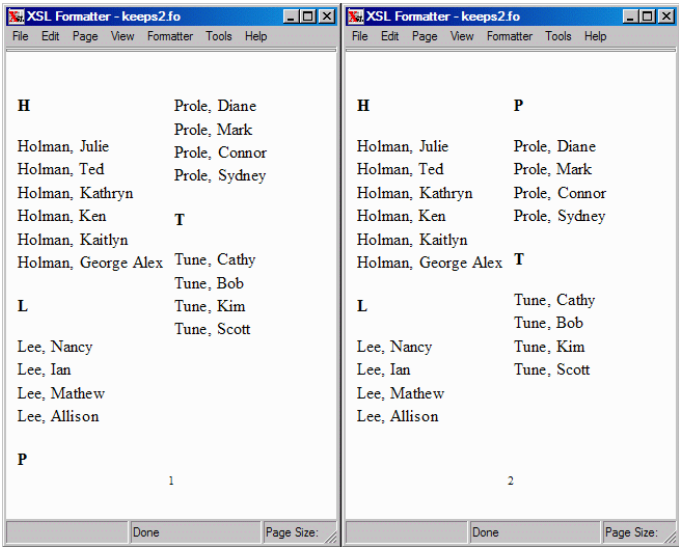 XSL Formatter - keeps2.fo
File Edit Page View Formatter Tools Help
H
Holman, Julie
Holman, Ted
Holman, Kathryn
Holman, Ken
Holman, Kaitlyn
Holman, George Alex
L
Lee, Nancy
Lee, Ian
Lee, Mathew
Lee, Allison
P
Prole, Diane
Prole, Mark
Prole, Connor
Prole, Sydney
T
Tune, Cathy
Tune, Bob
Tune, Kim
Tune, Scott
1
Done
Page Size:
XSL Formatter - keeps2.fo
File Edit Page View Formatter Tools Help
H
Holman, Julie
Holman, Ted
Holman, Kathryn
Holman, Ken
Holman, Kaitlyn
Holman, George Alex
L
Lee, Nancy
Lee, Ian
Lee, Mathew
Lee, Allison
P
Prole, Diane
Prole, Mark
Prole, Connor
Prole, Sydney
T
Tune, Cathy
Tune, Bob
Tune, Kim
Tune, Scott
2
Done
Page Size: